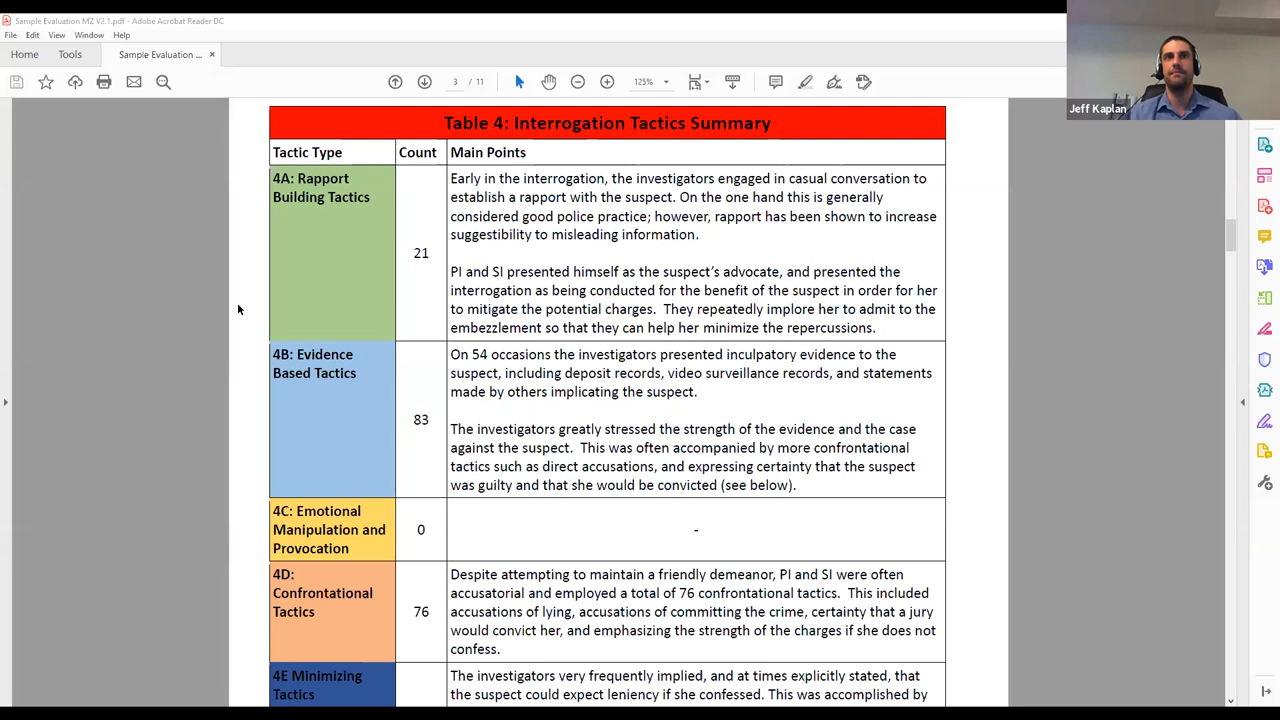 Sample Evaluation MZ V2.1.pdf - Adobe Acrobat Reader DC
File Edit View Window Help
Home Tools Sample Evaluation ... ×
3 / 11 125%
Jeff Kaplan
Table 4: Interrogation Tactics Summary
Tactic Type Count Main Points
4A: Rapport
Building Tactics
21
Early in the interrogation, the investigators engaged in casual conversation to
establish a rapport with the suspect. On the one hand this is generally
considered good police practice; however, rapport has been shown to increase
suggestibility to misleading information.
PI and SI presented himself as the suspect's advocate, and presented the
interrogation as being conducted for the benefit of the suspect in order for her
to mitigate the potential charges. They repeatedly implore her to admit to the
embezzlement so that they can help her minimize the repercussions.
4B: Evidence
Based Tactics
83
On 54 occasions the investigators presented inculpatory evidence to the
suspect, including deposit records, video surveillance records, and statements
made by others implicating the suspect.
The investigators greatly stressed the strength of the evidence and the case
against the suspect. This was often accompanied by more confrontational
tactics such as direct accusations, and expressing certainty that the suspect
was guilty and that she would be convicted (see below).
4C: Emotional
Manipulation and
Provocation
0
-
4D:
Confrontational
Tactics
76
Despite attempting to maintain a friendly demeanor, PI and SI were often
accusatorial and employed a total of 76 confrontational tactics. This included
accusations of lying, accusations of committing the crime, certainty that a jury
would convict her, and emphasizing the strength of the charges if she does not
confess.
4E Minimizing
Tactics
The investigators very frequently implied, and at times explicitly stated, that
the suspect could expect leniency if she confessed. This was accomplished by